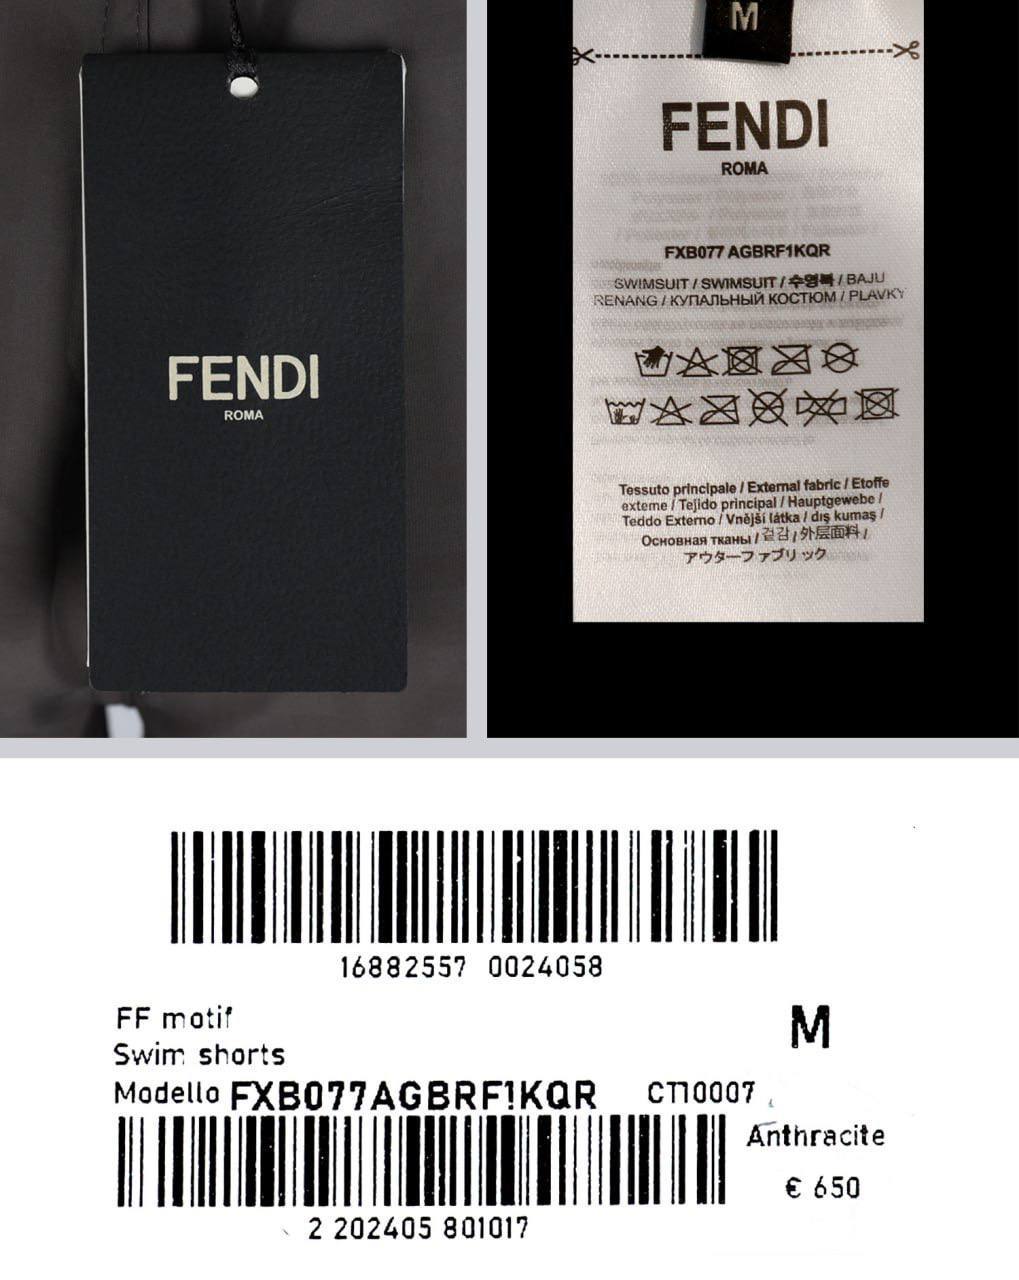 FENDI
ROMA
M
FENDI
ROMA
FXB077 AGBRF1KQR
SWIMSUIT / SWIMSUIT / 수영복 / BAJU
RENANG / КУПАЛЬНЫЙ КОСТЮМ / PLAVKY
Tessuto principale / External fabric / Etoffe
exteme / Tejido principal / Hauptgewebe /
Teddo Externo / Vnější látka / dış kumaş /
Основная ткань / 겉감 / 外层面料 /
アウターファブリック
16882557 0024058
FF motif
Swim shorts
M
Modello FXB077AGBRF1KQR CT10007
Anthracite
€ 650
2 202405 801017